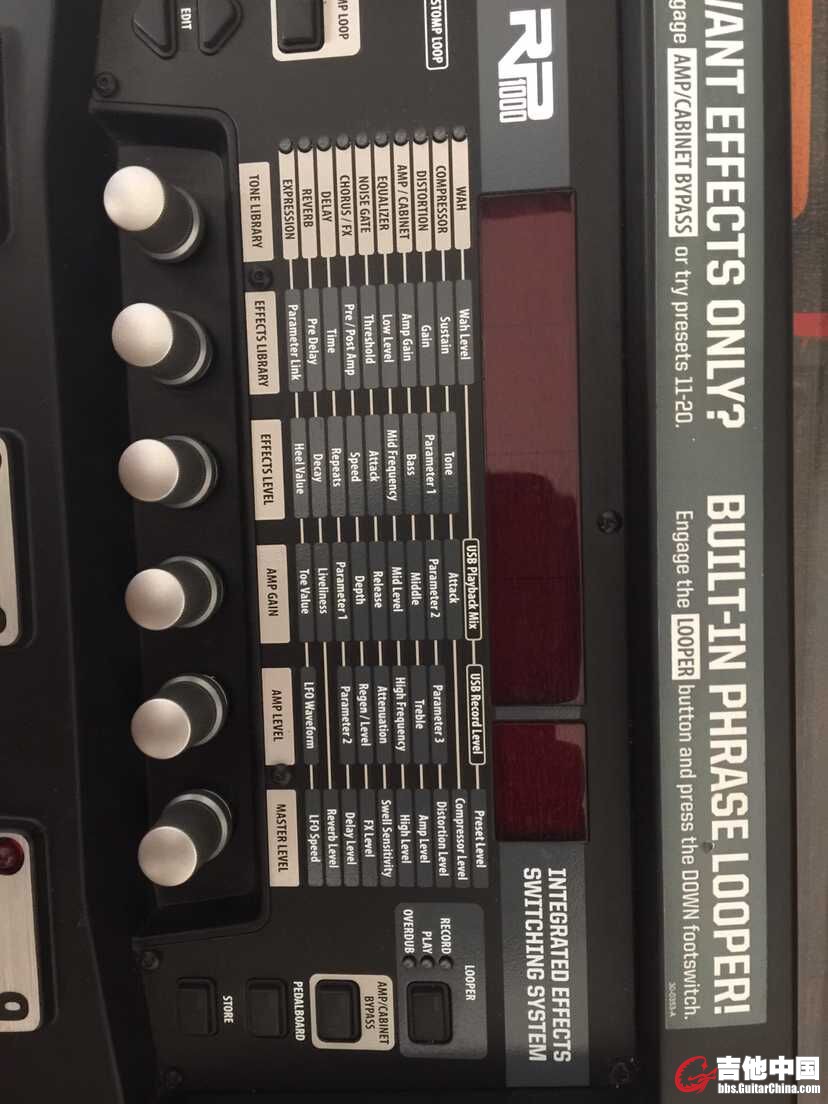 WANT EFFECTS ONLY? BUILT-IN PHRASE LOOPER!
gage AMP/CABINET BYPASS or try presets 11-20. Engage the LOOPER button and press the DOWN footswitch.
30-0353-A
RP1000
INTEGRATED EFFECTS
SWITCHING SYSTEM
STOMP LOOP
MP LOOP
EDIT
USB Playback Mix USB Record Level Preset Level
WAH Wah Level
COMPRESSOR Sustain Tone Attack Compressor Level
DISTORTION Gain Parameter 1 Parameter 2 Parameter 3 Distortion Level
AMP / CABINET Amp Gain Bass Middle Treble Amp Level
EQUALIZER Low Level Mid Frequency Mid Level High Frequency High Level
NOISE GATE Threshold Attack Release Attenuation Swell Sensitivity
CHORUS / FX Pre / Post Amp Speed Depth Regen / Level FX Level
DELAY Time Repeats Parameter 1 Parameter 2 Delay Level
REVERB Pre Delay Decay Liveliness Reverb Level
EXPRESSION Parameter Link Heel Value Toe Value LFO Waveform LFO Speed
TONE LIBRARY EFFECTS LIBRARY EFFECTS LEVEL AMP GAIN AMP LEVEL MASTER LEVEL
LOOPER
RECORD
PLAY
OVERDUB
AMP/CABINET
BYPASS
PEDALBOARD
STORE
吉他中国
bbs.GuitarChina.com